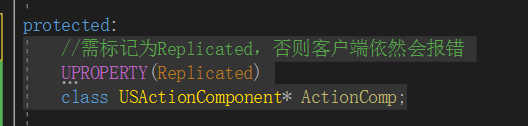 protected:
//需标记为Replicated，否则客户端依然会报错
UPROPERTY(Replicated)
class USActionComponent* ActionComp;